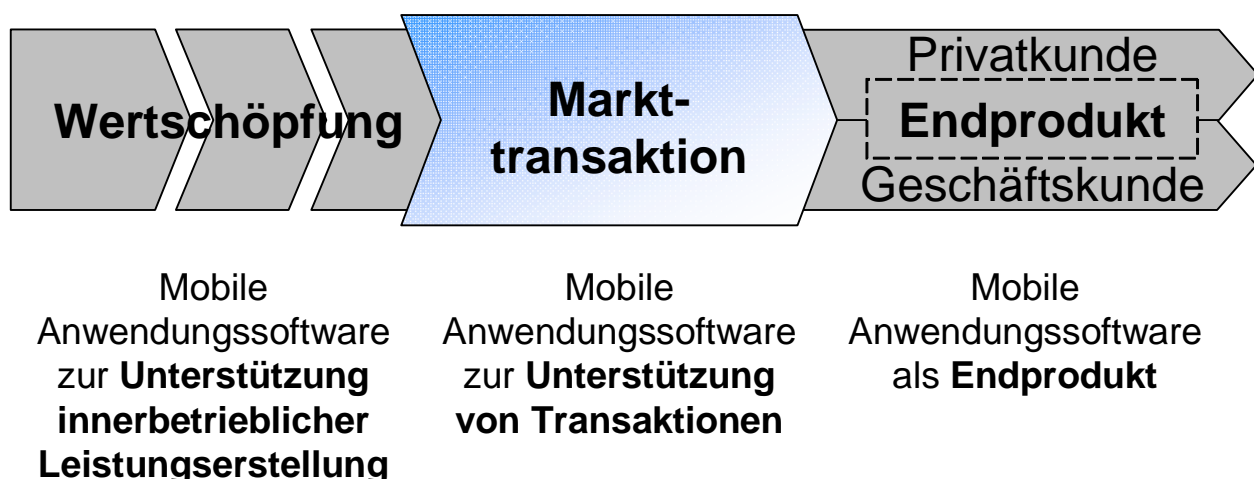 Wertschöpfung
Markt-
transaktion
Privatkunde
Endprodukt
Geschäftskunde
Mobile
Anwendungssoftware
zur Unterstützung
innerbetrieblicher
Leistungserstellung
Mobile
Anwendungssoftware
zur Unterstützung
von Transaktionen
Mobile
Anwendungssoftware
als Endprodukt